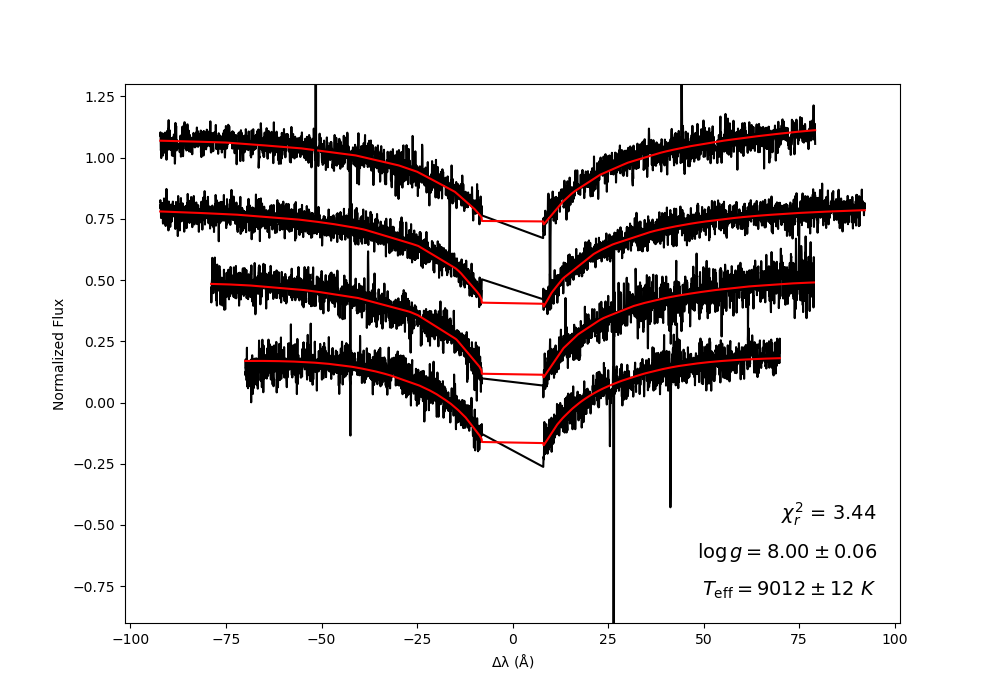 1.25
1.00
0.75
0.50
0.25
0.00
−0.25
−0.50
−0.75
Normalized Flux
χ_r^2 = 3.44
log g = 8.00 ± 0.06
T_eff = 9012 ± 12 K
−100 −75 −50 −25 0 25 50 75 100
Δλ (Å)